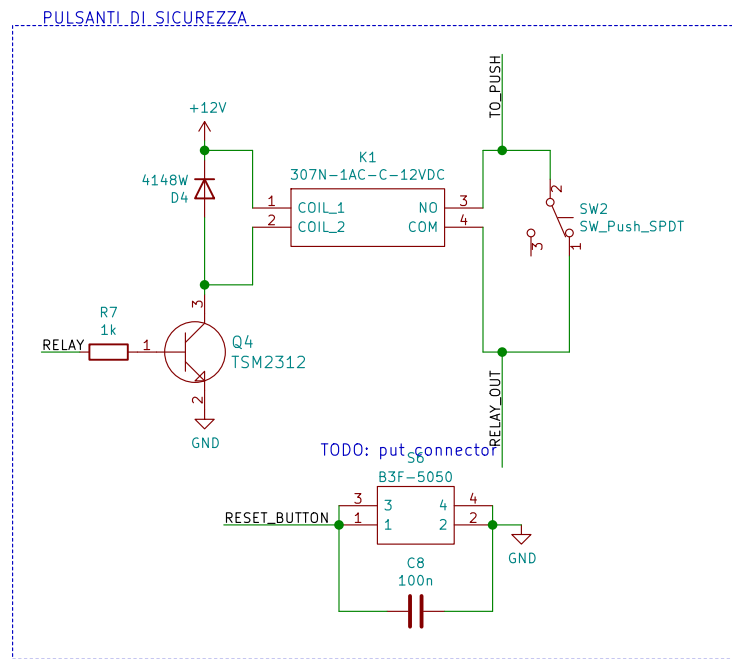 PULSANTI DI SICUREZZA
TO_PUSH
+12V
K1
307N-1AC-C-12VDC
4148W
D4
1 COIL_1 NO 3
2 COIL_2 COM 4
2
SW2
SW_Push_SPDT
3
1
3
R7
1k
RELAY
1
Q4
TSM2312
2
GND
RELAY_OUT
TODO: put connector
S6
B3F-5050
3 3 4 4
RESET_BUTTON 1 1 2 2
GND
C8
100n